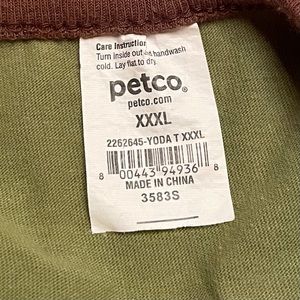 Care Instruction
Turn inside out handwash
cold. Lay flat to dry.
petco®
petco.com
XXXL
2262645-YODA T XXXL
8 00443 94936 8
MADE IN CHINA
3583S